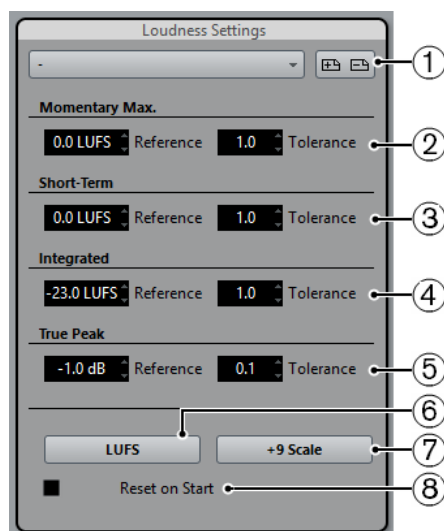 Loudness Settings
-
1
Momentary Max.
0.0 LUFS Reference 1.0 Tolerance 2
Short-Term
0.0 LUFS Reference 1.0 Tolerance 3
Integrated
-23.0 LUFS Reference 1.0 Tolerance 4
True Peak
-1.0 dB Reference 0.1 Tolerance 5
6
LUFS +9 Scale 7
Reset on Start 8